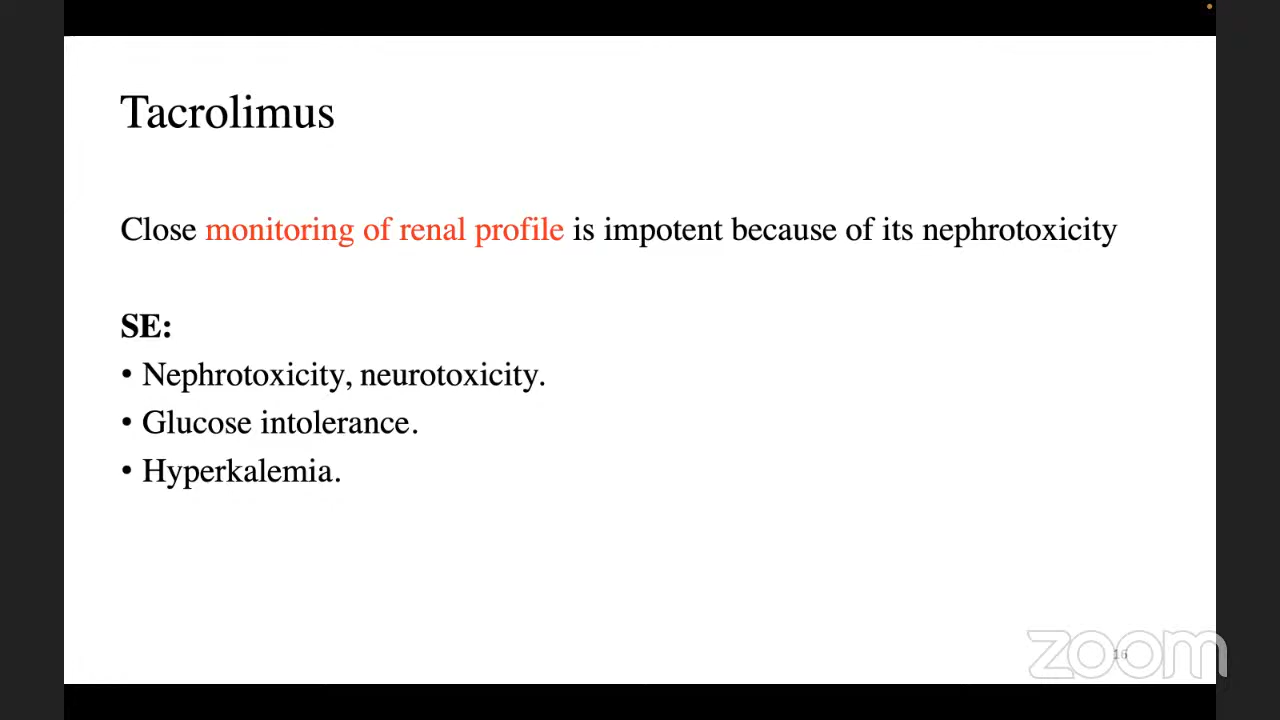 Tacrolimus
Close monitoring of renal profile is impotent because of its nephrotoxicity
SE:
• Nephrotoxicity, neurotoxicity.
• Glucose intolerance.
• Hyperkalemia.
16
zoom